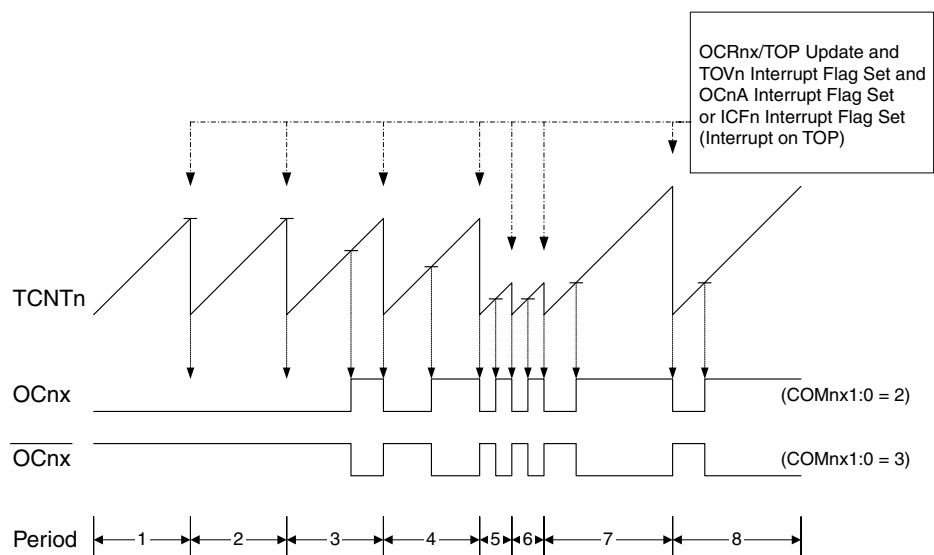 OCRnx/TOP Update and
TOVn Interrupt Flag Set and
OCnA Interrupt Flag Set
or ICFn Interrupt Flag Set
(Interrupt on TOP)
TCNTn
OCnx
(COMnx1:0 = 2)
OCnx
(COMnx1:0 = 3)
Period
1
2
3
4
5
6
7
8